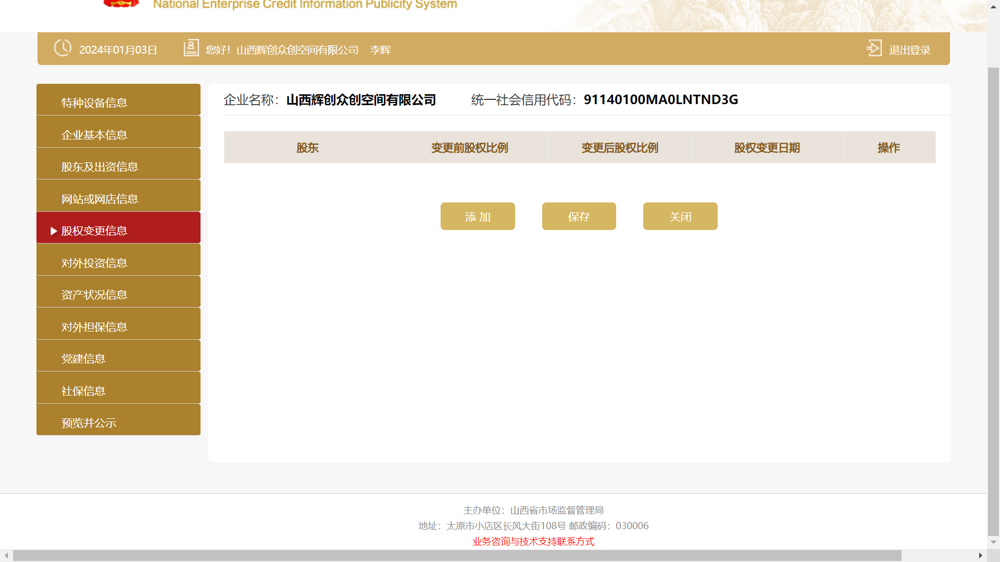 National Enterprise Credit Information Publicity System
2024年01月03日 您好！山西辉创众创空间有限公司 李辉 退出登录
企业名称：山西辉创众创空间有限公司 统一社会信用代码：91140100MA0LNTND3G
特种设备信息
企业基本信息
股东及出资信息
网站或网店信息
股权变更信息
对外投资信息
资产状况信息
对外担保信息
党建信息
社保信息
预览并公示
股东 变更前股权比例 变更后股权比例 股权变更日期 操作
添 加 保存 关闭
主办单位：山西省市场监督管理局
地址：太原市小店区长风大街108号 邮政编码：030006
业务咨询与技术支持联系方式